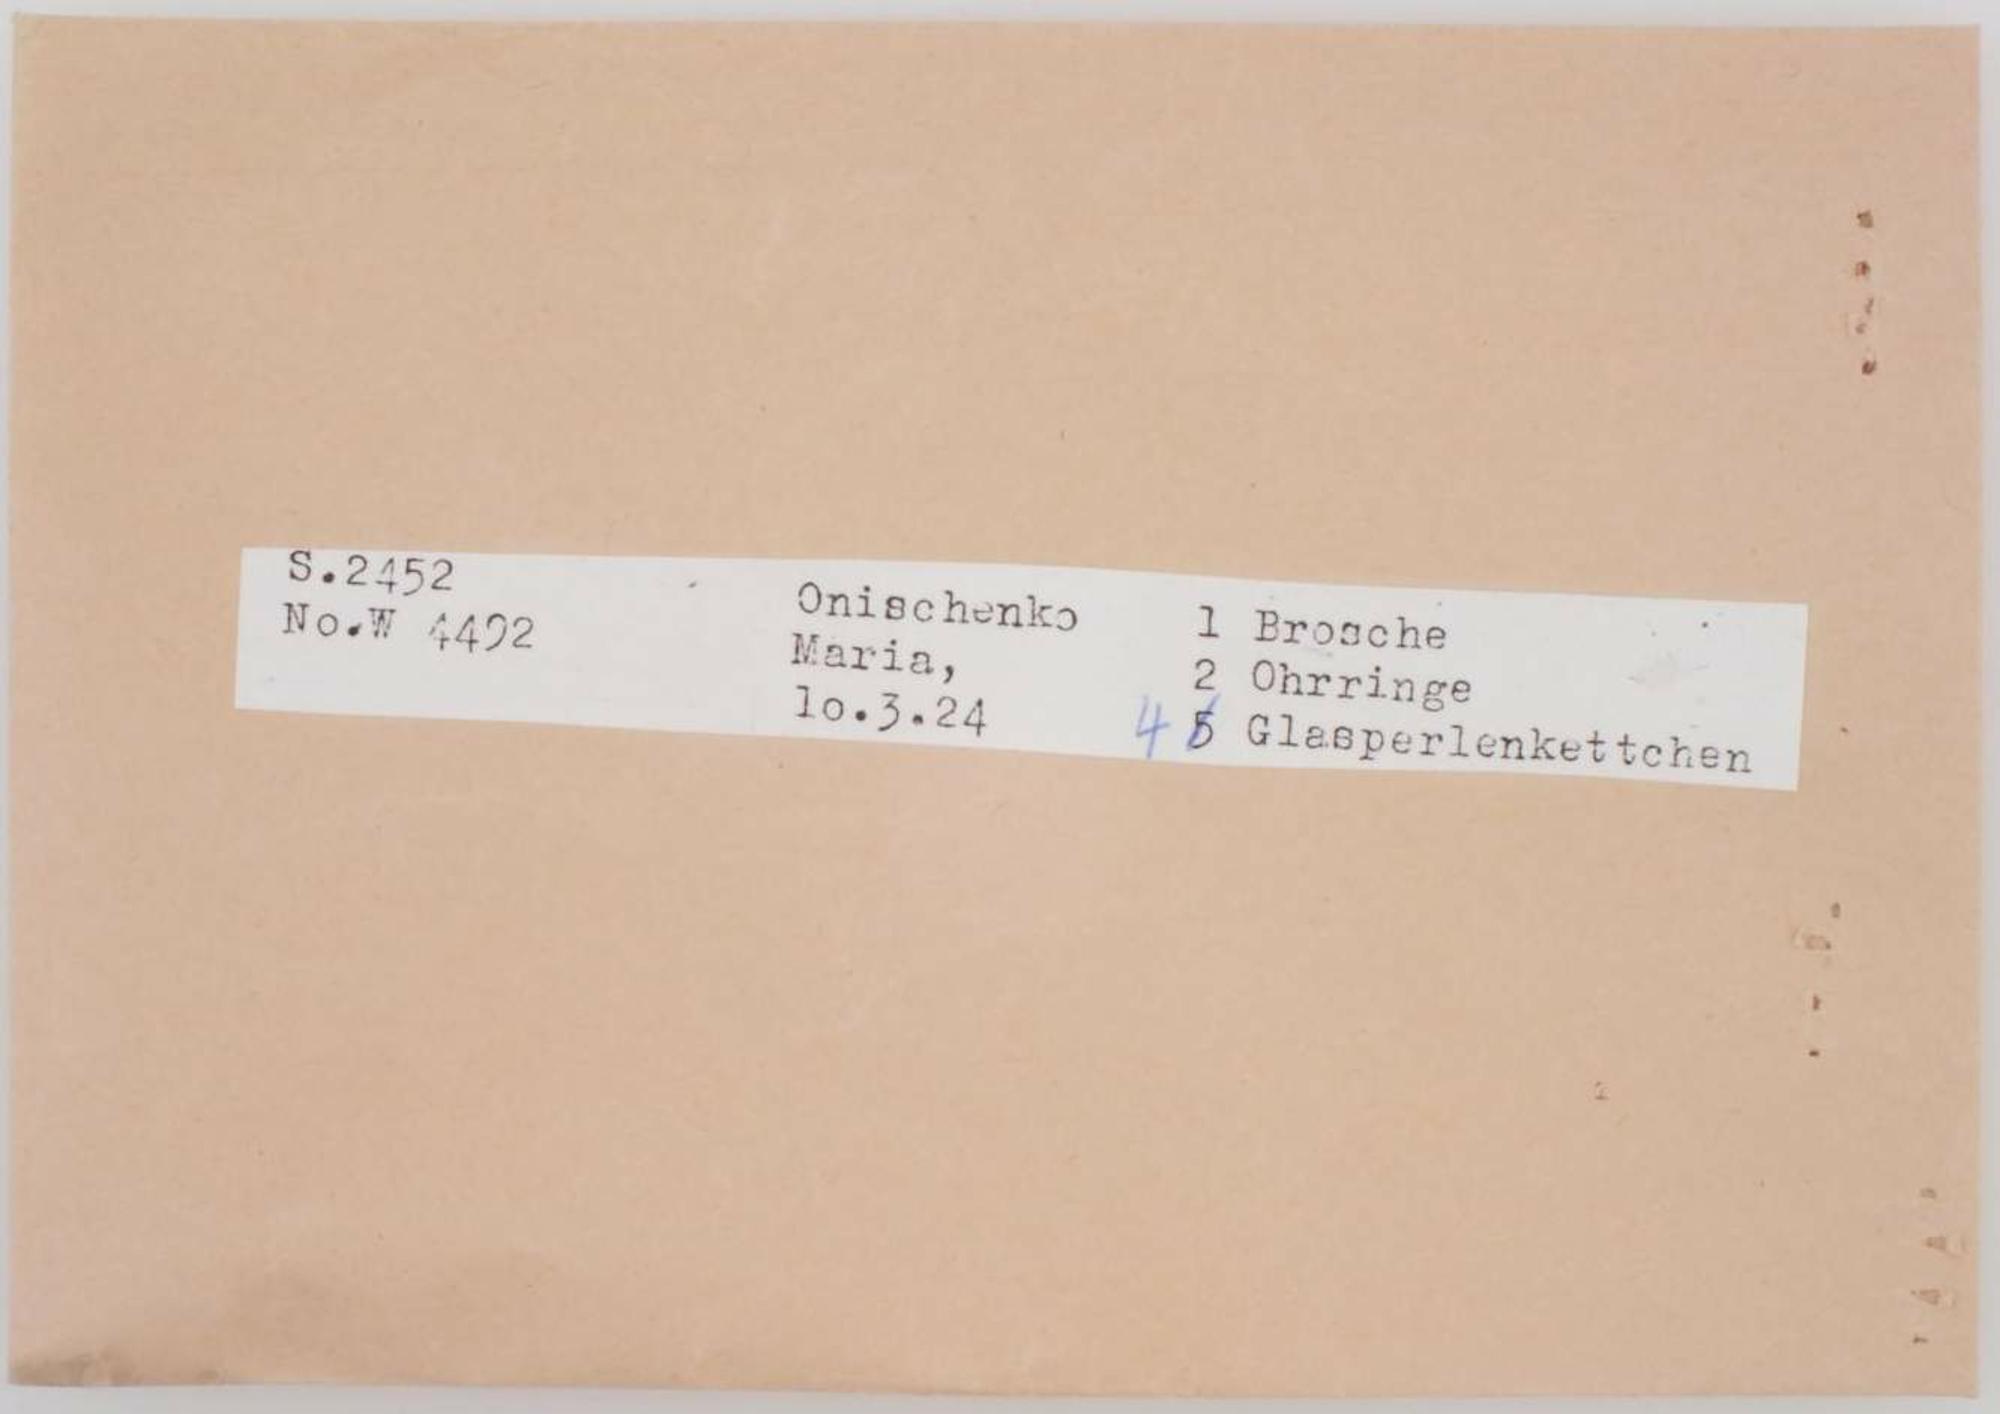 S.2452
No.W 4492
Onischenko
Maria,
lo.3.24
1 Brosche
2 Ohrringe
4 5 Glasperlenkettchen